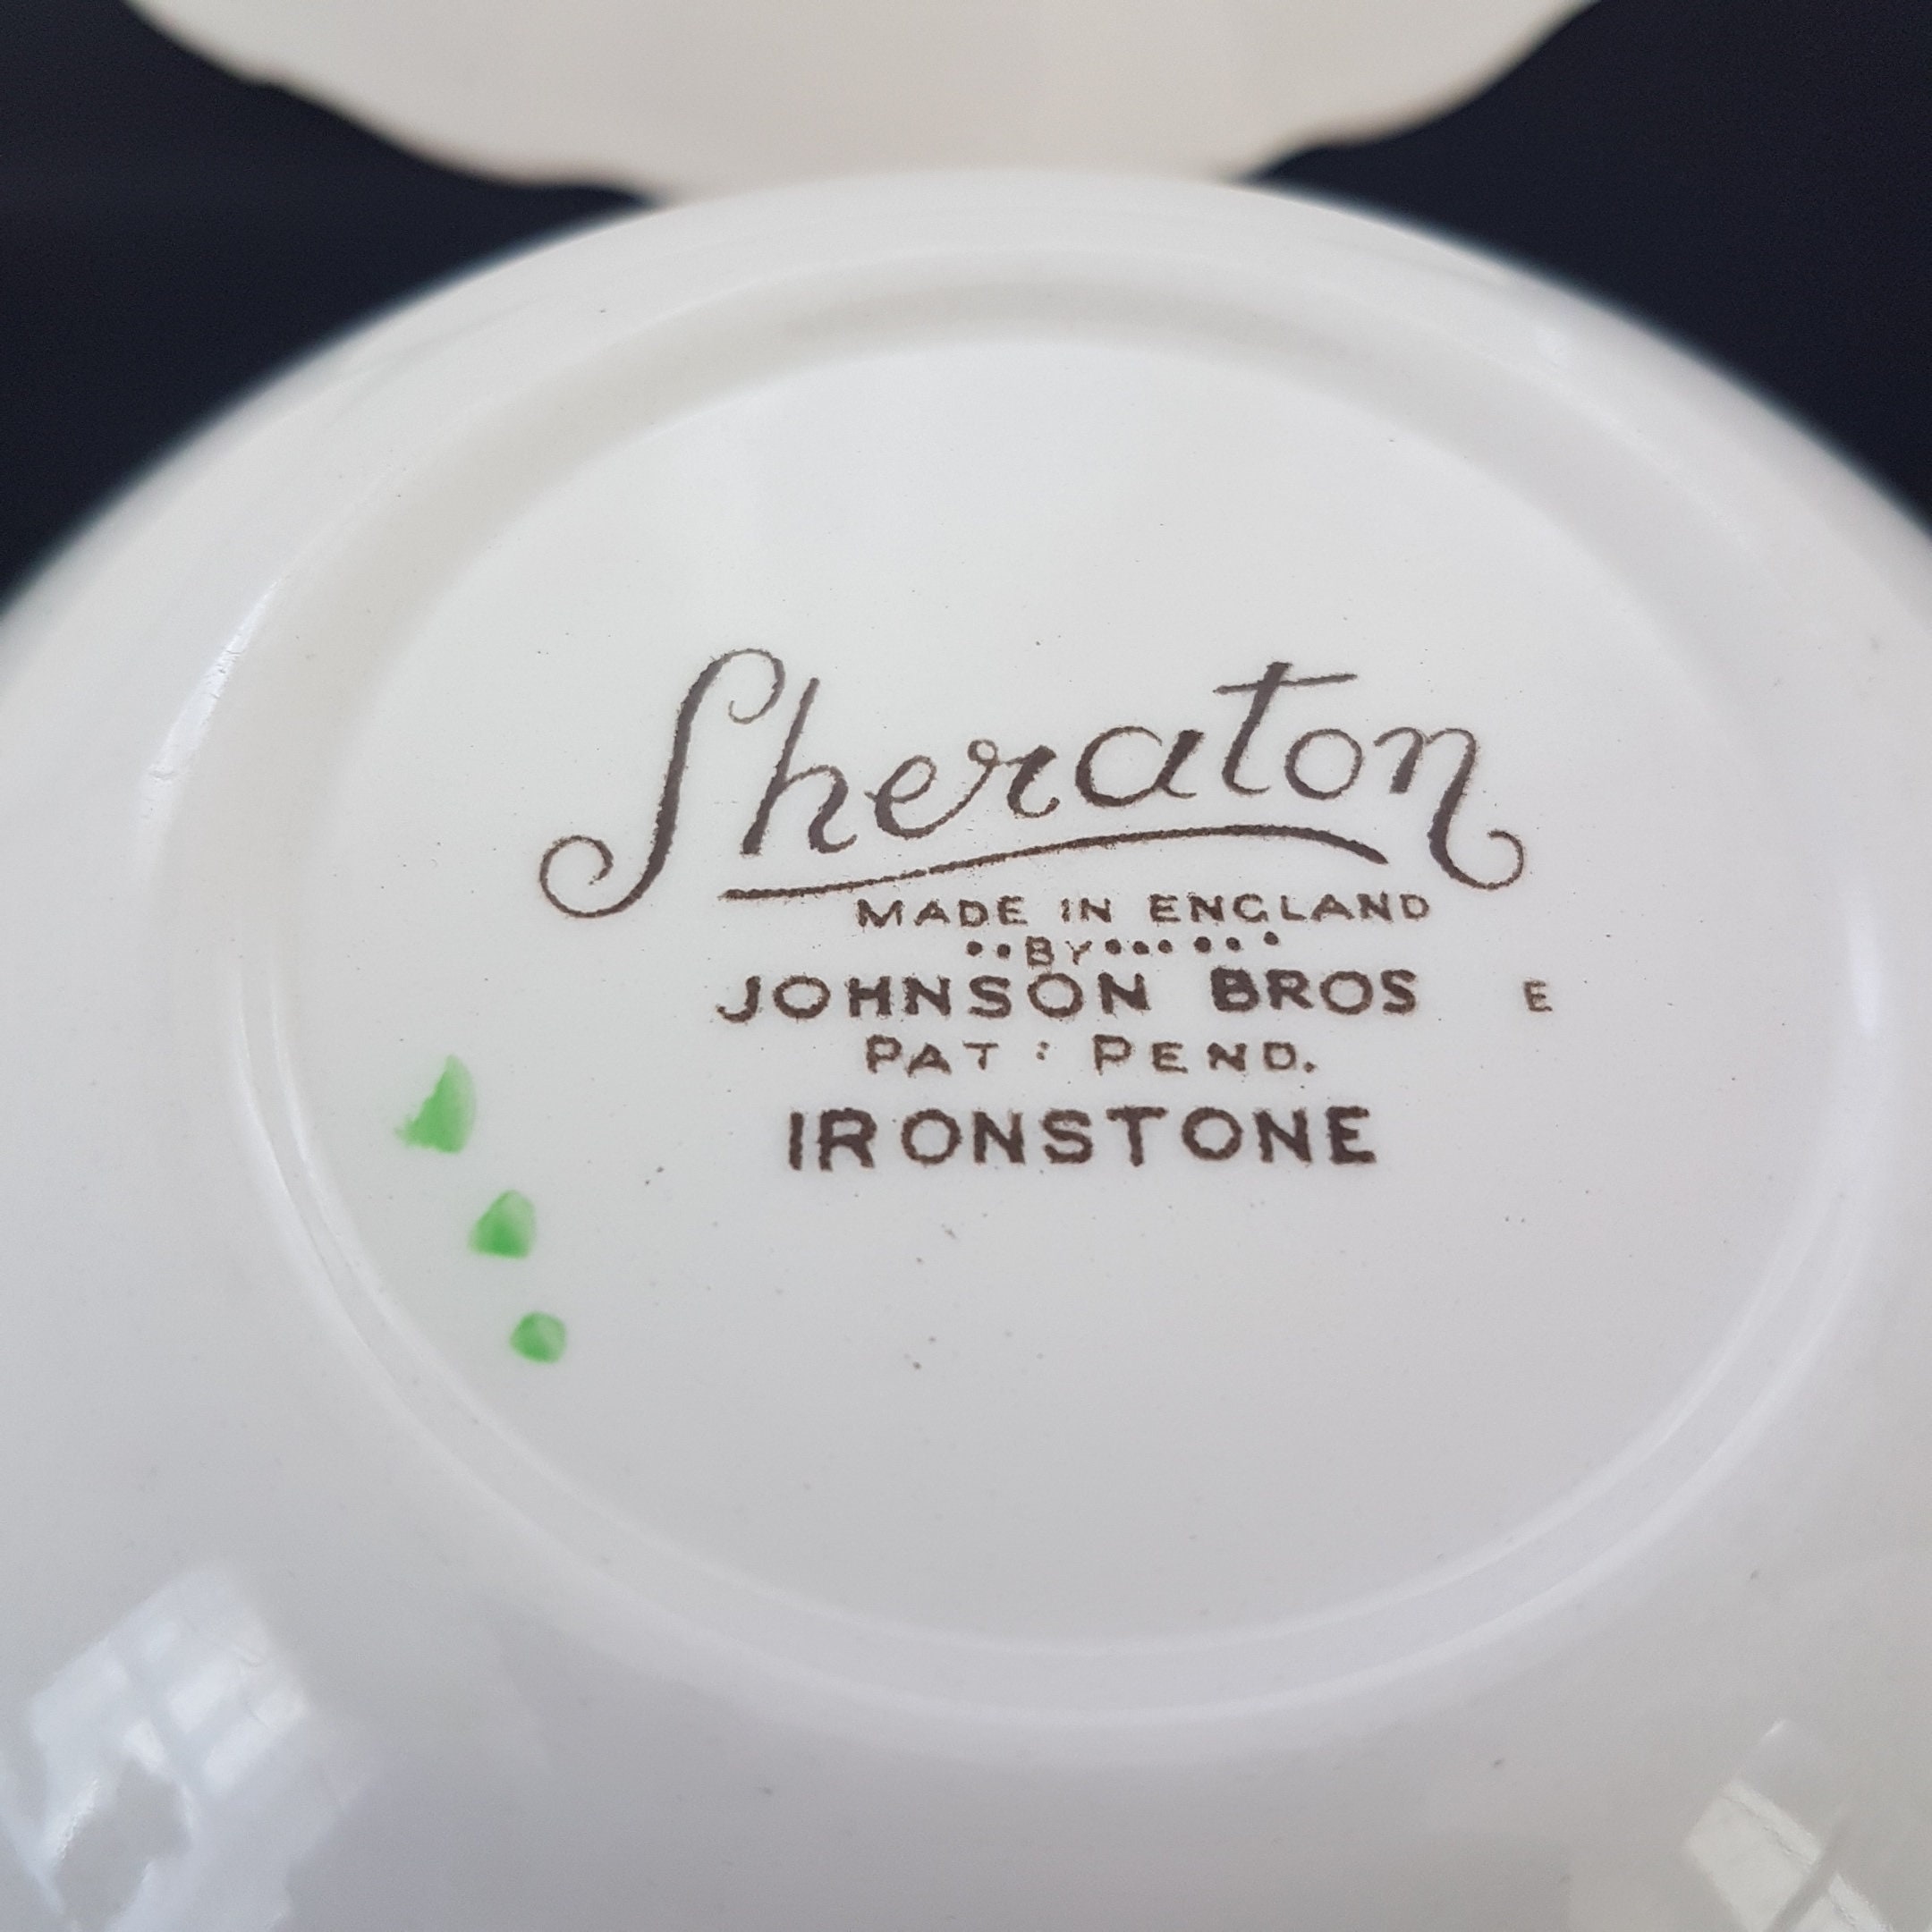 Sheraton
MADE IN ENGLAND
••BY•••••••
JOHNSON BROS E
PAT: PEND.
IRONSTONE